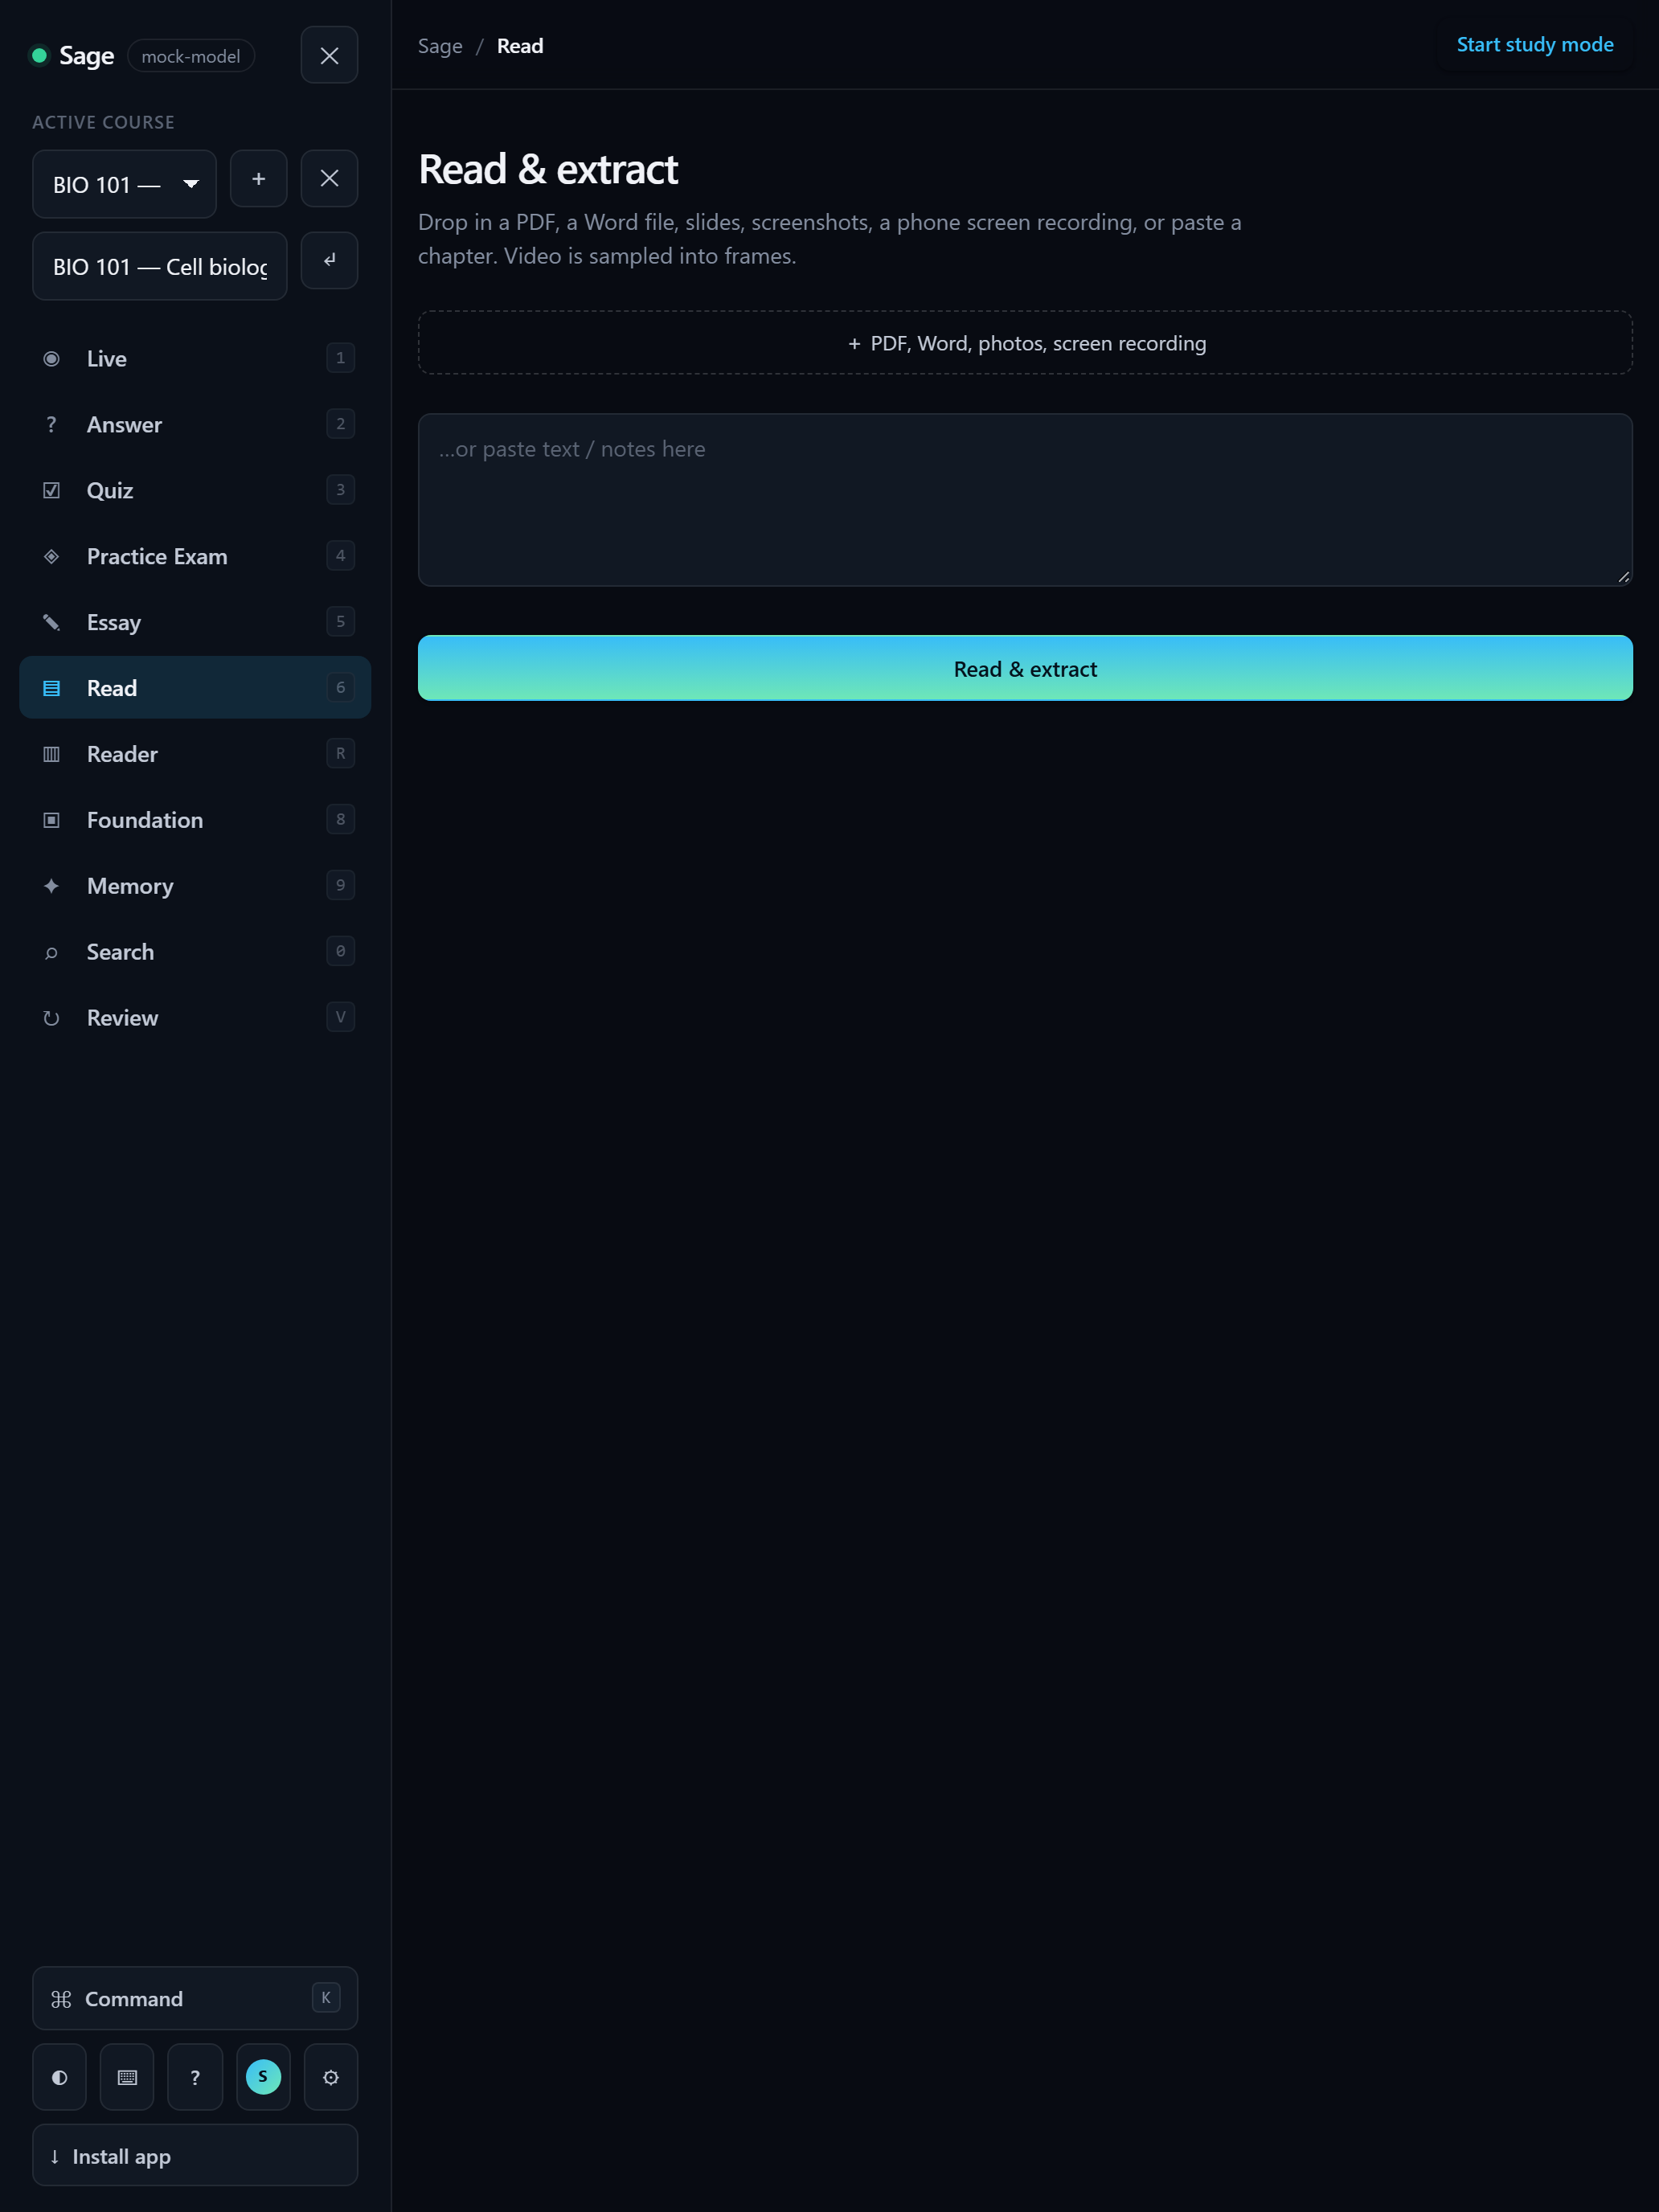 Sage mock-model
ACTIVE COURSE
BIO 101 —
+
BIO 101 — Cell biolog
Live 1
? Answer 2
Quiz 3
Practice Exam 4
Essay 5
Read 6
Reader R
Foundation 8
Memory 9
Search 0
Review V
⌘ Command K
?
S
↓ Install app
Sage / Read
Start study mode
Read & extract
Drop in a PDF, a Word file, slides, screenshots, a phone screen recording, or paste a
chapter. Video is sampled into frames.
+ PDF, Word, photos, screen recording
...or paste text / notes here
Read & extract